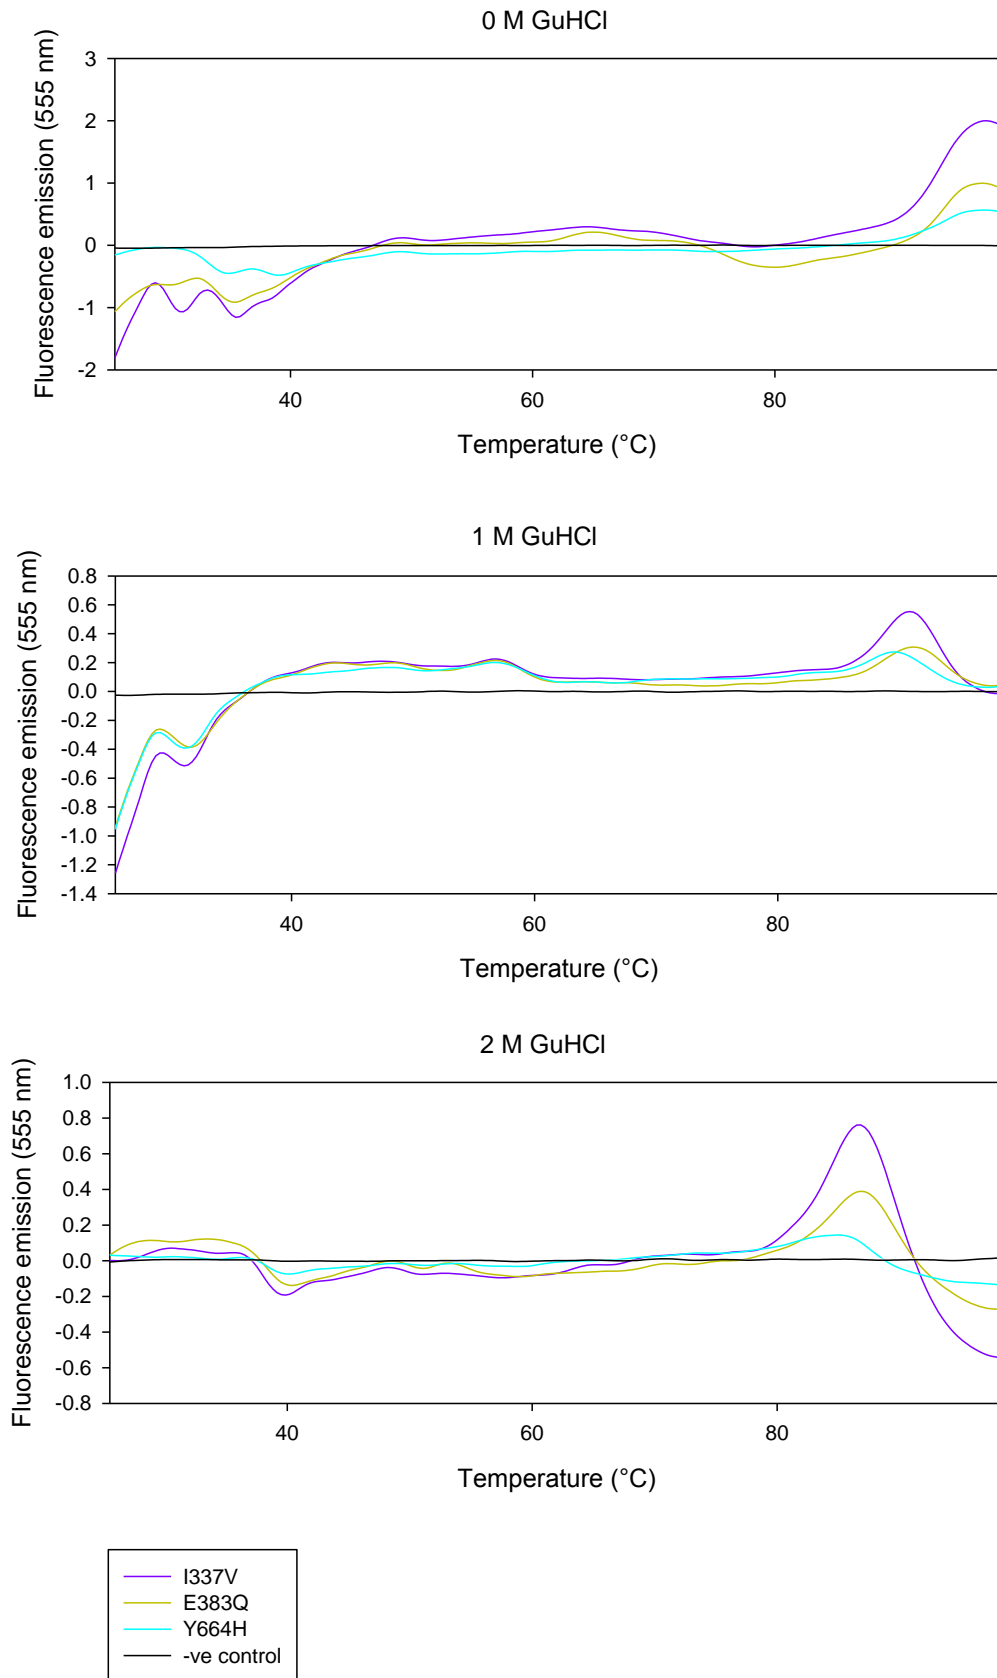 0 M GuHCl
Fluorescence emission (555 nm)
3
2
1
0
-1
-2
40 60 80
Temperature (°C)
1 M GuHCl
Fluorescence emission (555 nm)
0.8
0.6
0.4
0.2
0.0
-0.2
-0.4
-0.6
-0.8
-1.0
-1.2
-1.4
40 60 80
Temperature (°C)
2 M GuHCl
Fluorescence emission (555 nm)
1.0
0.8
0.6
0.4
0.2
0.0
-0.2
-0.4
-0.6
-0.8
40 60 80
Temperature (°C)
I337V
E383Q
Y664H
-ve control